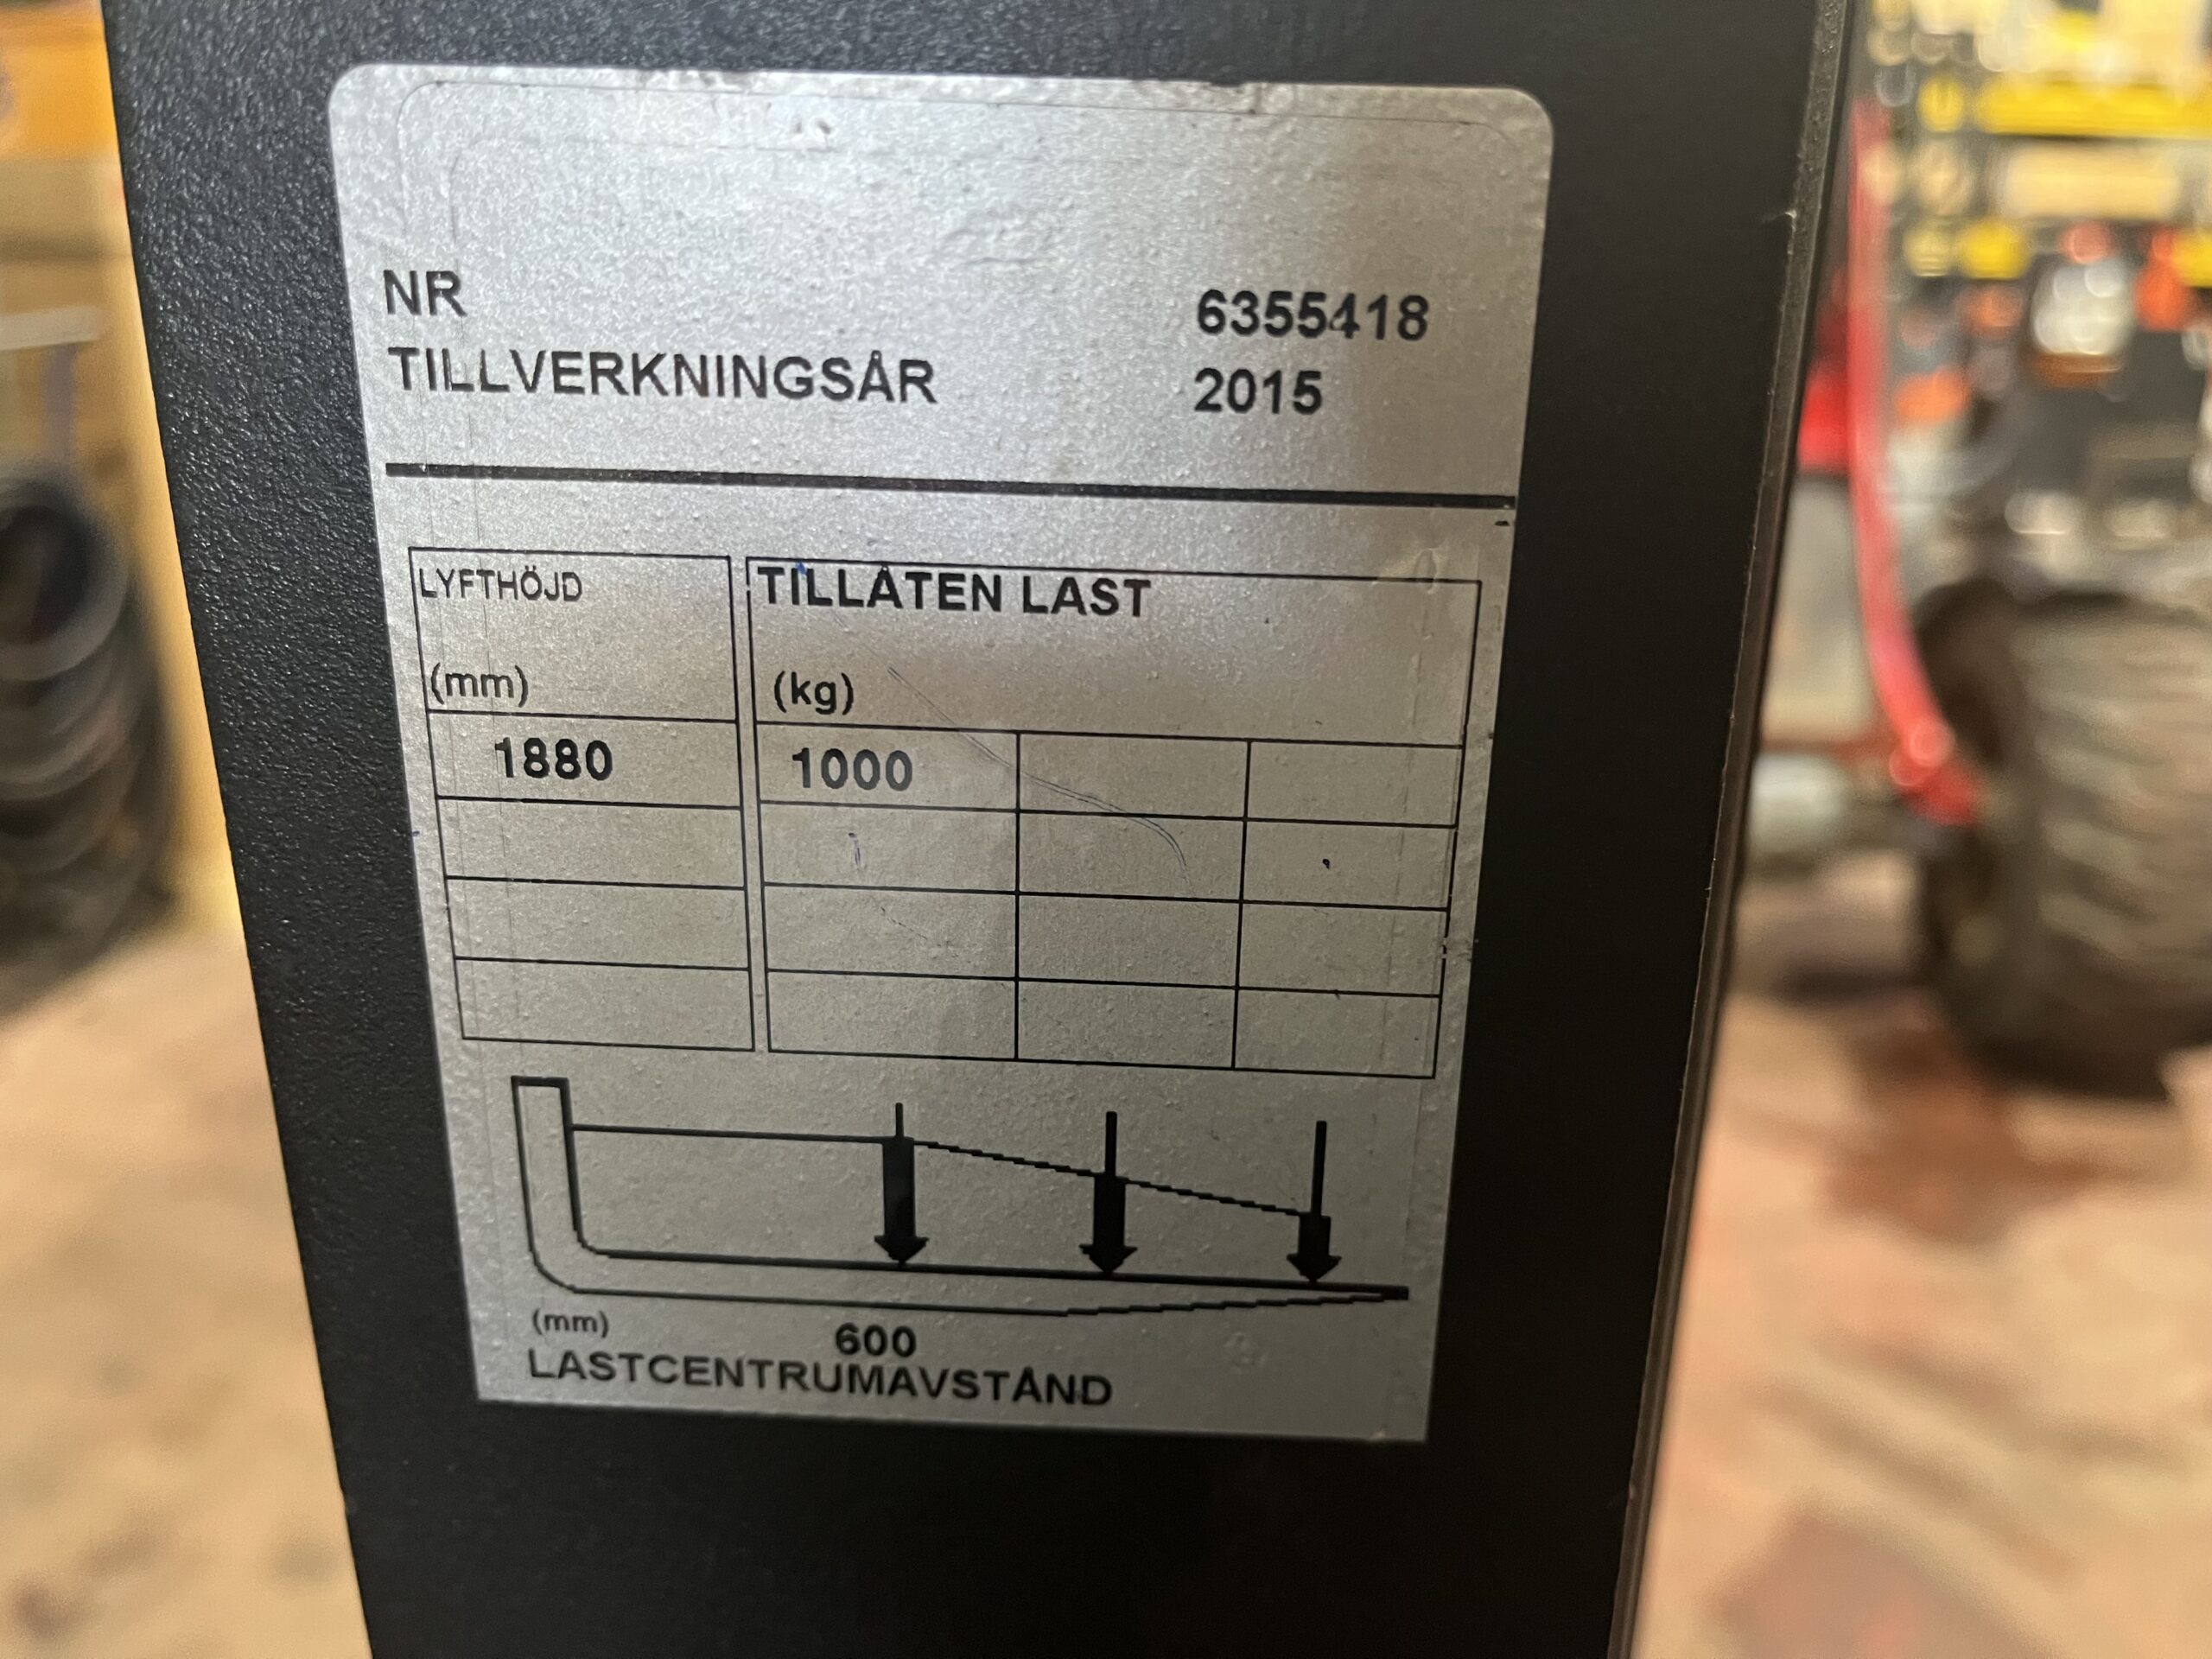 NR 6355418
TILLVERKNINGSÅR 2015
LYFTHÖJD TILLÅTEN LAST
(mm) (kg)
1880 1000
(mm) 600
LASTCENTRUMAVSTÅND